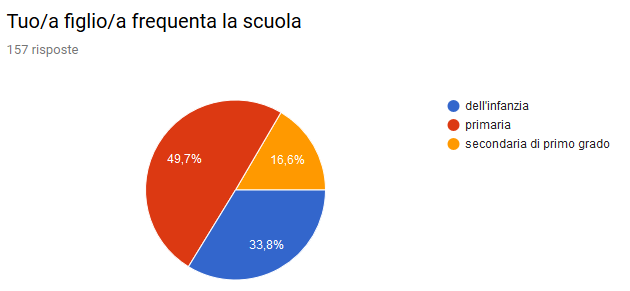 Tuo/a figlio/a frequenta la scuola
157 risposte
dell'infanzia
primaria
secondaria di primo grado
49,7%
16,6%
33,8%